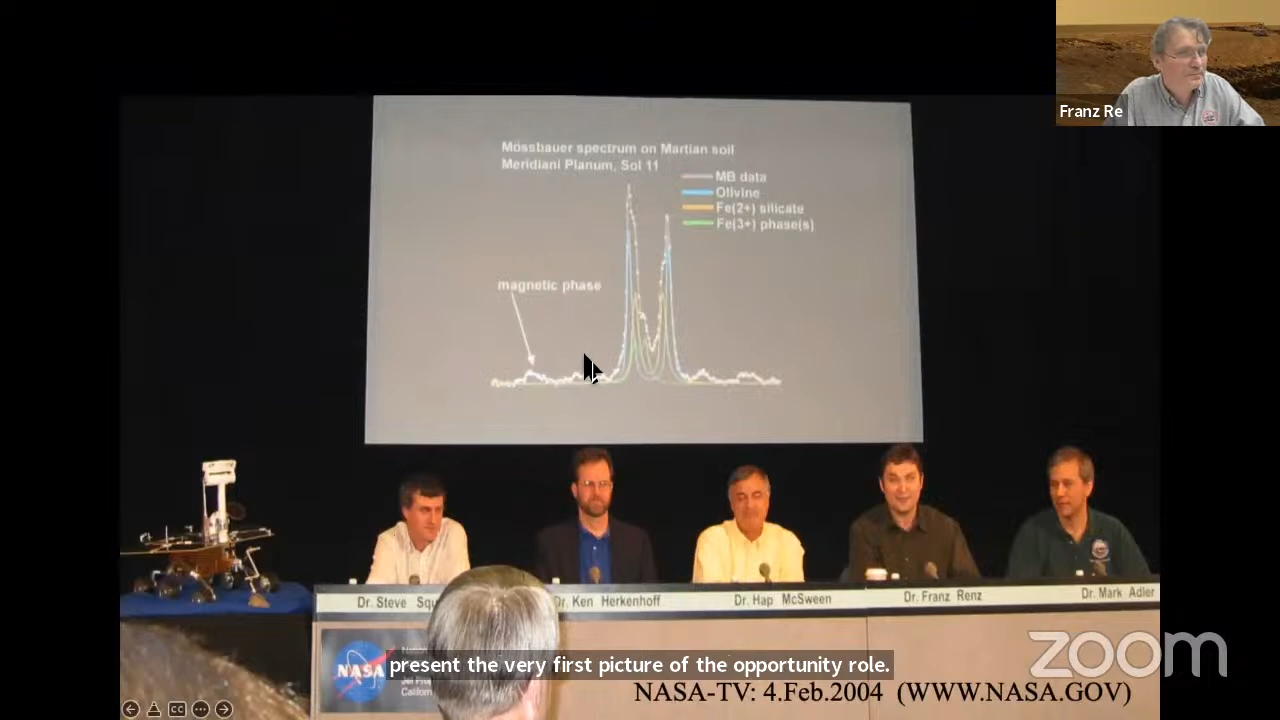 Franz Re
Mössbauer spectrum on Martian soil
Meridiani Planum, Sol 11
MB data
Olivine
Fe(2+) silicate
Fe(3+) phase(s)
magnetic phase
Dr. Steve
Dr. Ken Herkenhoff
Dr. Hap McSween
Dr. Franz Renz
Dr. Mark Adler
NASA
present the very first picture of the opportunity role.
NASA-TV: 4.Feb.2004 (WWW.NASA.GOV)
zoom
CC